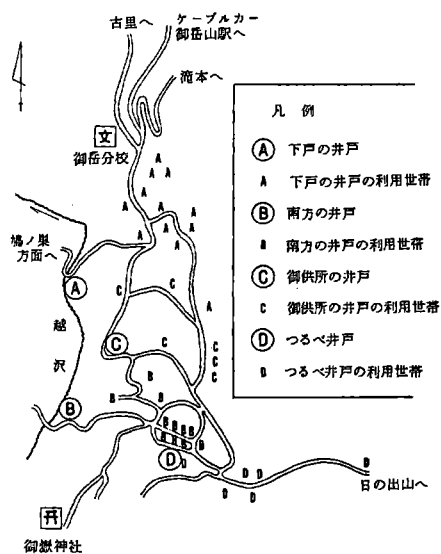 古里へ
ケーブルカー
御岳山駅へ
滝本へ
文
御岳分校
鳩ノ巣
方面へ
越沢
御嶽神社
日の出山へ
A
B
C
D
A
A
A
A
A
A
A
A
A
A
A
C
C
C
C
C
C
B
B
B
B
B
B
B
B
B
B
B
B
D
D
D
D
D
D
凡例
A 下戸の井戸
A 下戸の井戸の利用世帯
B 南方の井戸
B 南方の井戸の利用世帯
C 御供所の井戸
C 御供所の井戸の利用世帯
D つるべ井戸
D つるべ井戸の利用世帯